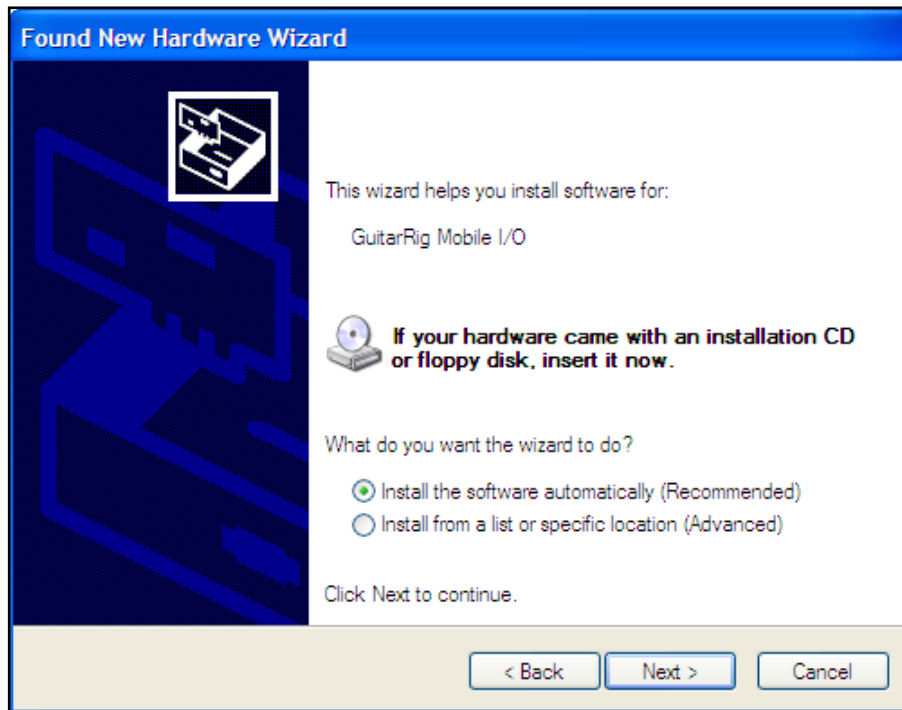 Found New Hardware Wizard
This wizard helps you install software for:
GuitarRig Mobile I/O
If your hardware came with an installation CD
or floppy disk, insert it now.
What do you want the wizard to do?
Install the software automatically (Recommended)
Install from a list or specific location (Advanced)
Click Next to continue.
< Back
Next >
Cancel